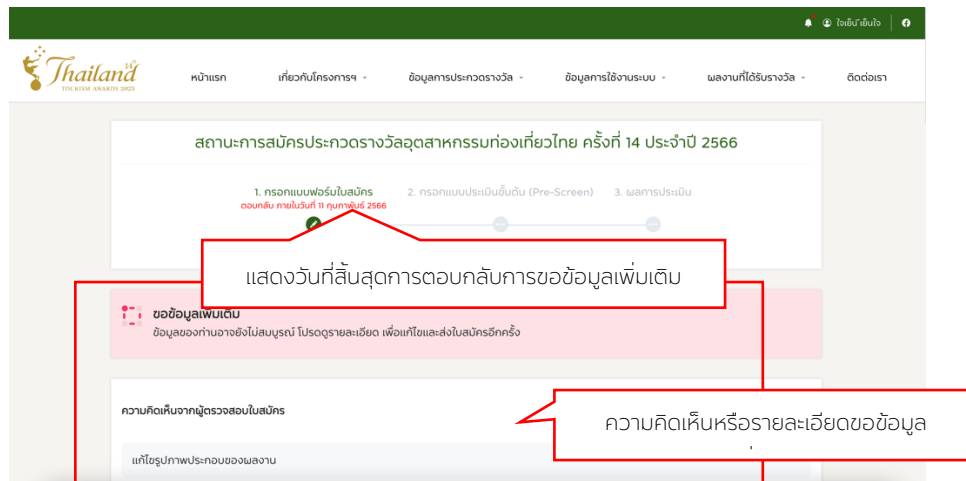 ใจเย็น เย็นใจ
14th
Thailand
TOURISM AWARDS 2023
หน้าแรก เกี่ยวกับโครงการฯ ข้อมูลการประกวดรางวัล ข้อมูลการใช้งานระบบ ผลงานที่ได้รับรางวัล ติดต่อเรา
สถานะการสมัครประกวดรางวัลอุตสาหกรรมท่องเที่ยวไทย ครั้งที่ 14 ประจำปี 2566
1. กรอกแบบฟอร์มใบสมัคร 2. กรอกแบบประเมินขั้นต้น (Pre-Screen) 3. ผลการประเมิน
ตอบกลับ ภายในวันที่ 11 กุมภาพันธ์ 2566
แสดงวันที่สิ้นสุดการตอบกลับการขอข้อมูลเพิ่มเติม
ขอข้อมูลเพิ่มเติม
ข้อมูลของท่านอาจยังไม่สมบูรณ์ โปรดดูรายละเอียด เพื่อแก้ไขและส่งใบสมัครอีกครั้ง
ความคิดเห็นจากผู้ตรวจสอบใบสมัคร
ความคิดเห็นหรือรายละเอียดขอข้อมูล
แก้ไขรูปภาพประกอบของผลงาน